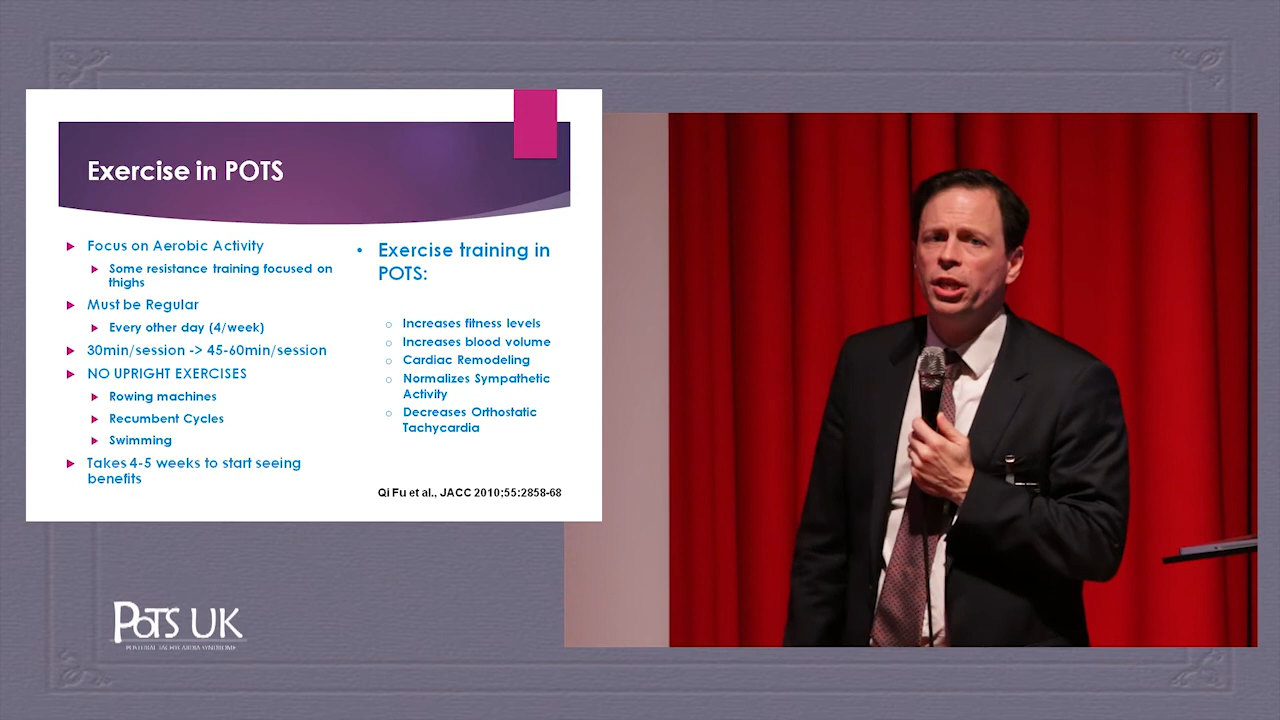 Exercise in POTS
Focus on Aerobic Activity
Some resistance training focused on
thighs
Must be Regular
Every other day (4/week)
30min/session -> 45-60min/session
NO UPRIGHT EXERCISES
Rowing machines
Recumbent Cycles
Swimming
Takes 4-5 weeks to start seeing
benefits
Exercise training in
POTS:
Increases fitness levels
Increases blood volume
Cardiac Remodeling
Normalizes Sympathetic
Activity
Decreases Orthostatic
Tachycardia
Qi Fu et al., JACC 2010;55:2858-68
PoTS UK
POSTURAL TACHYCARDIA SYNDROME